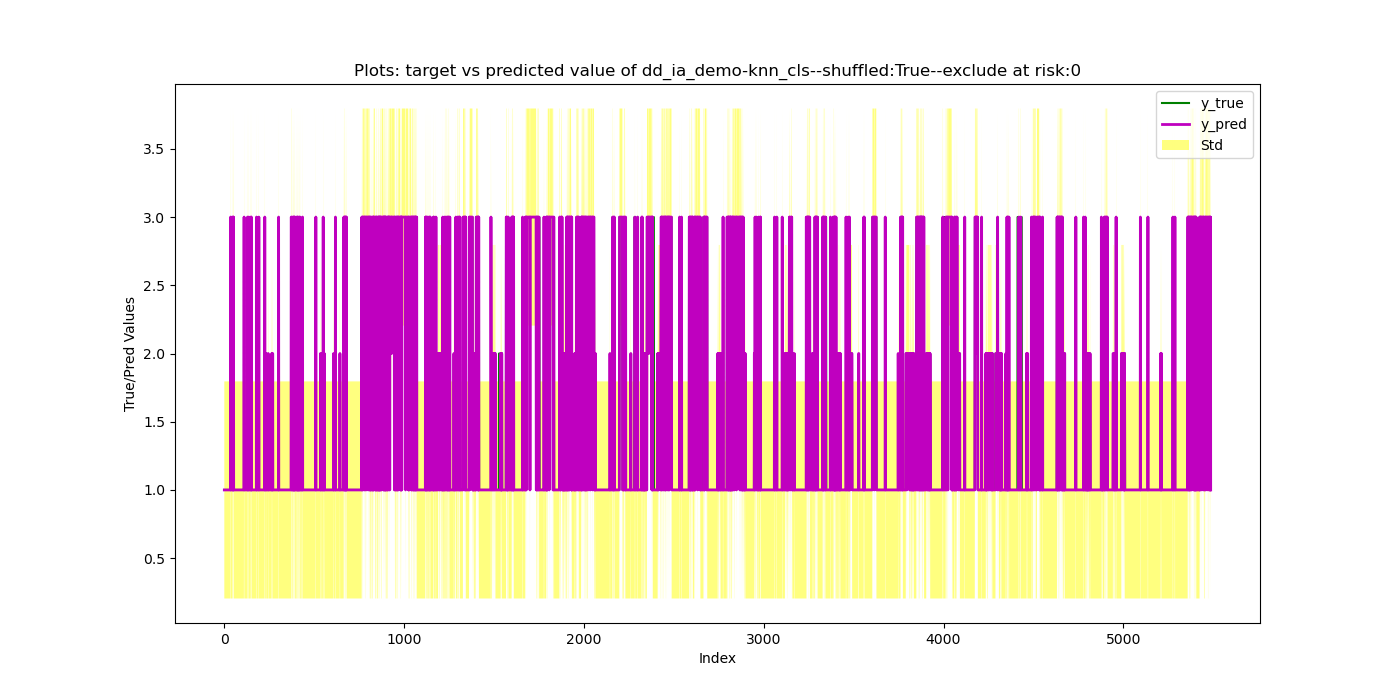 Plots: target vs predicted value of dd_ia_demo-knn_cls--shuffled:True--exclude at risk:0
y_true
y_pred
Std
True/Pred Values
3.5
3.0
2.5
2.0
1.5
1.0
0.5
0
1000
2000
3000
4000
5000
Index